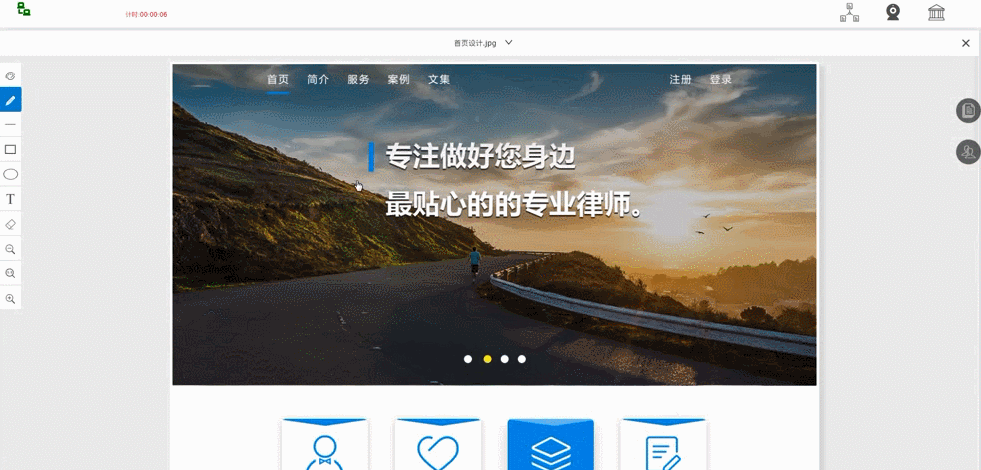 计时:00:00:06
首页设计.jpg
首页 简介 服务 案例 文集 注册 登录
专注做好您身边
最贴心的的专业律师。
T